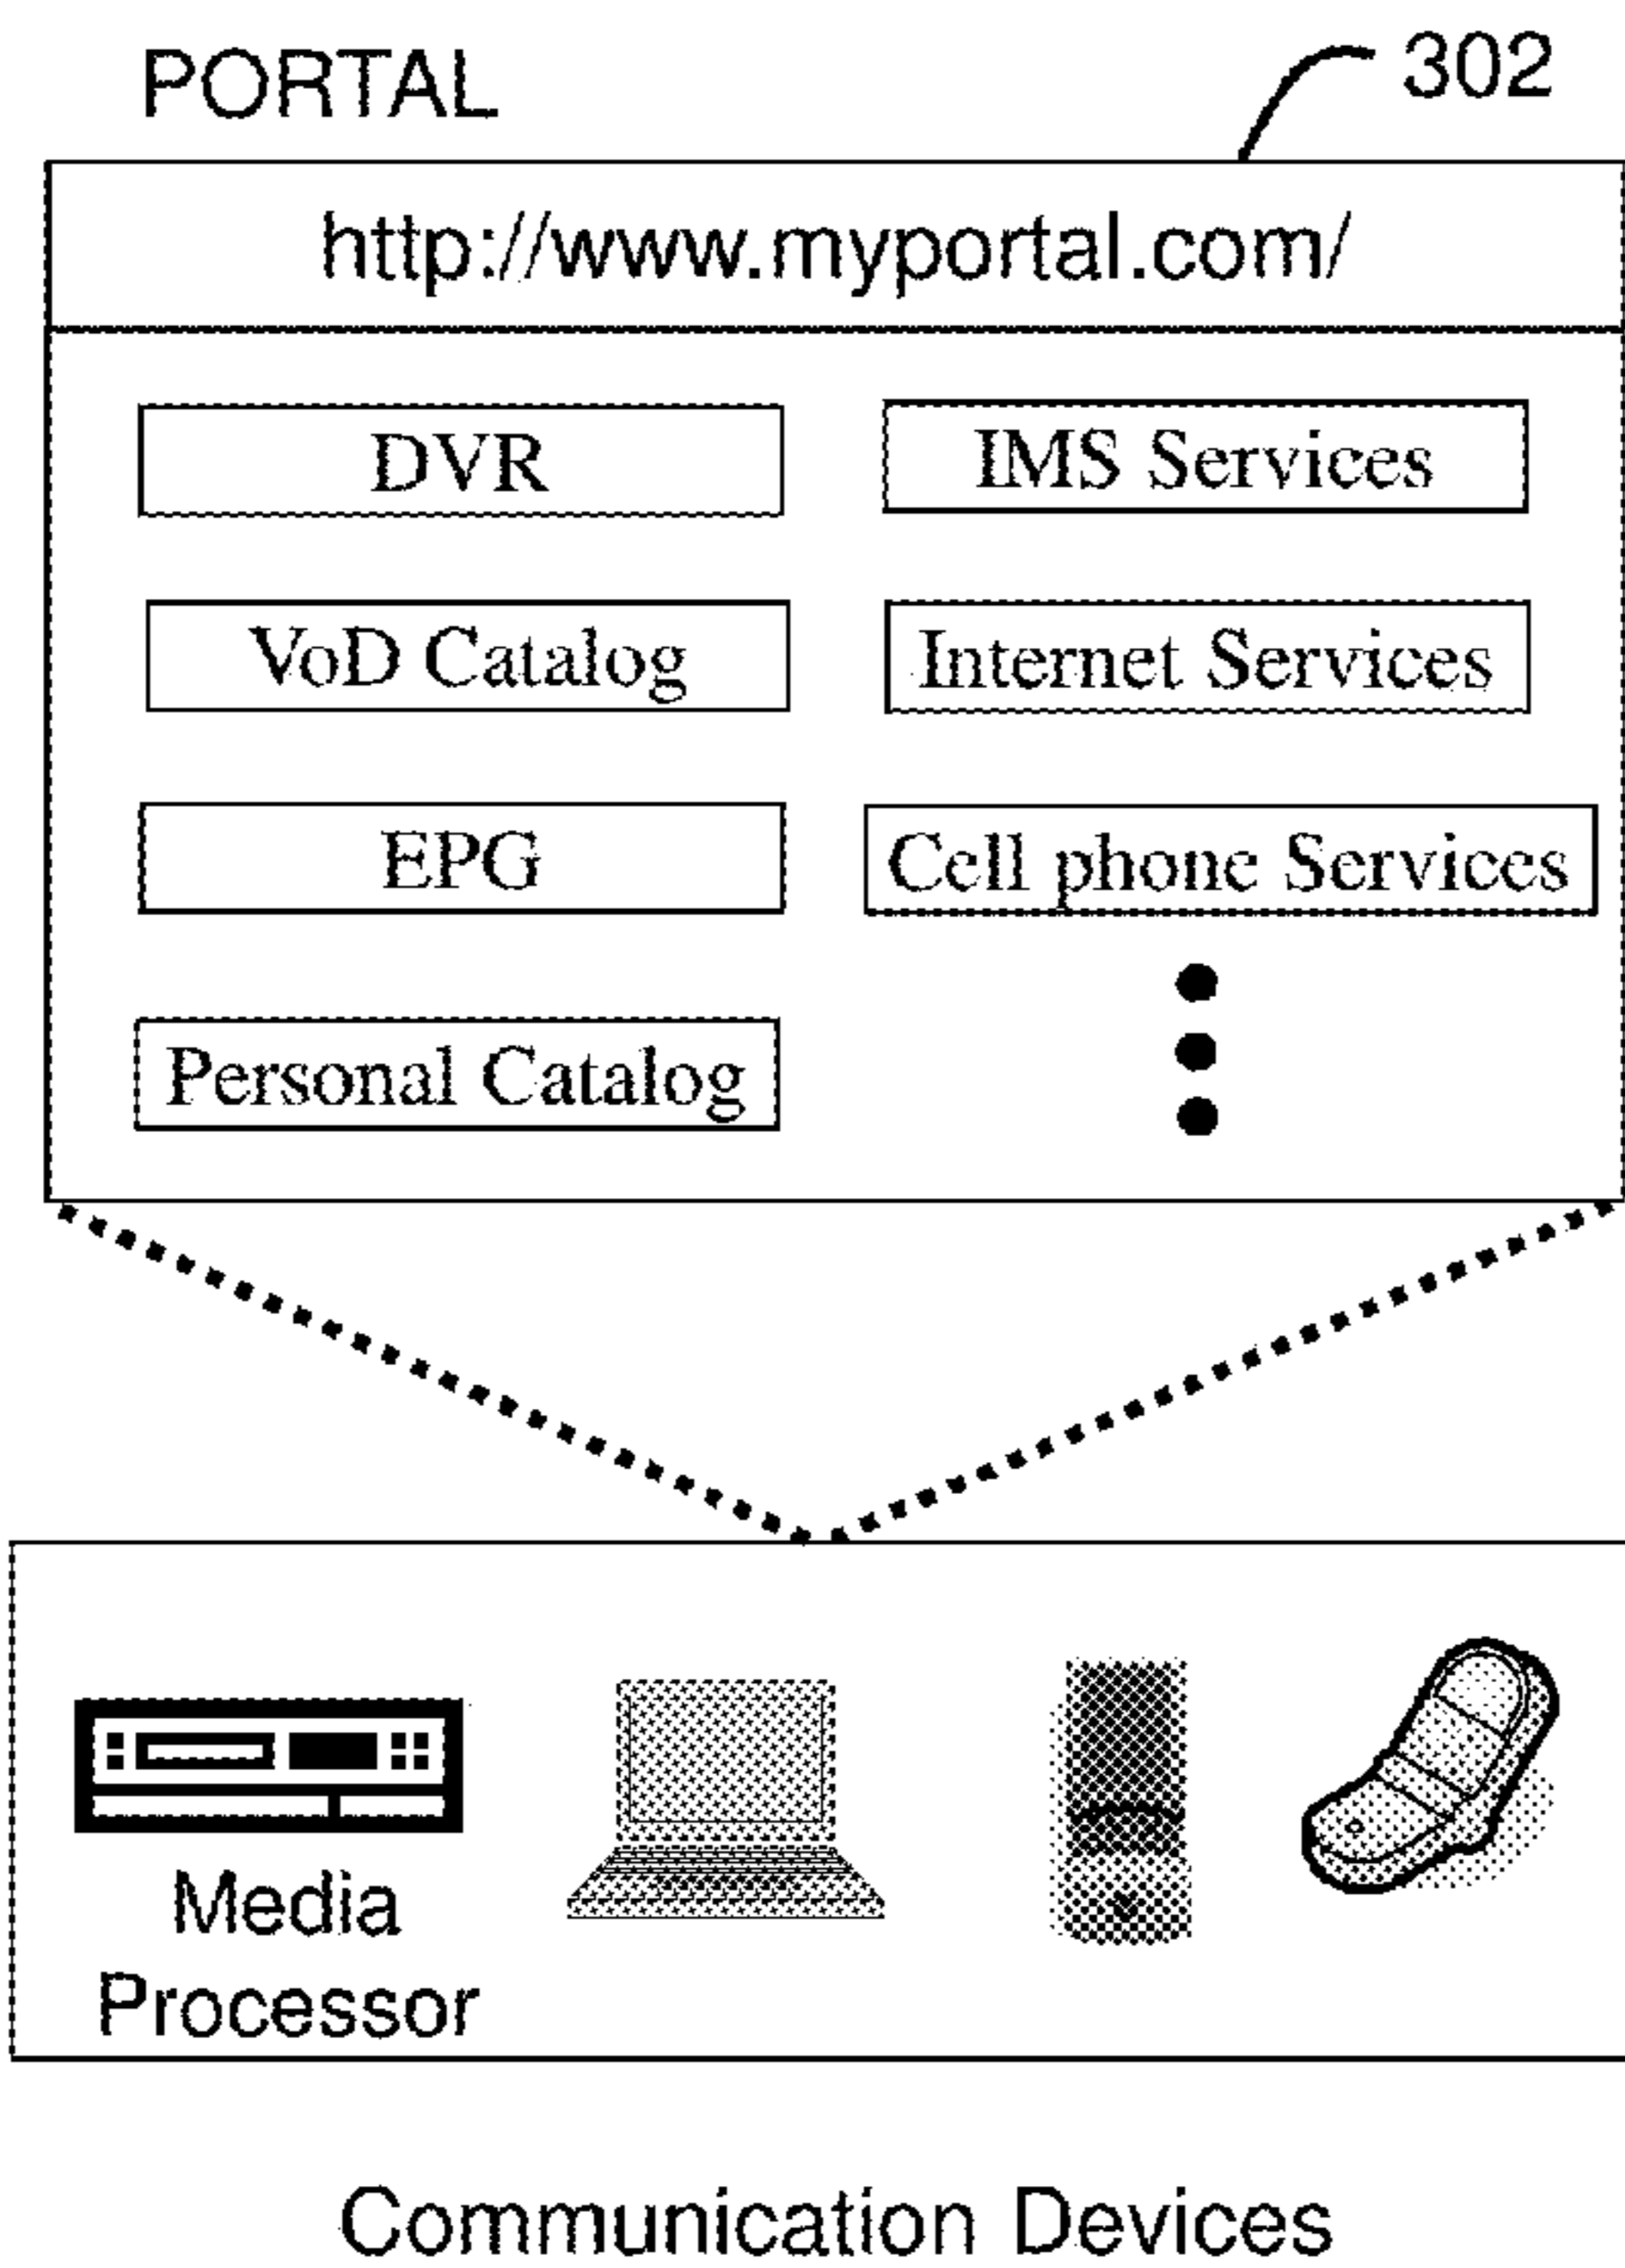 PORTAL
302
http://www.myportal.com/
DVR
IMS Services
VoD Catalog
Internet Services
EPG
Cell phone Services
Personal Catalog
Media
Processor
Communication Devices